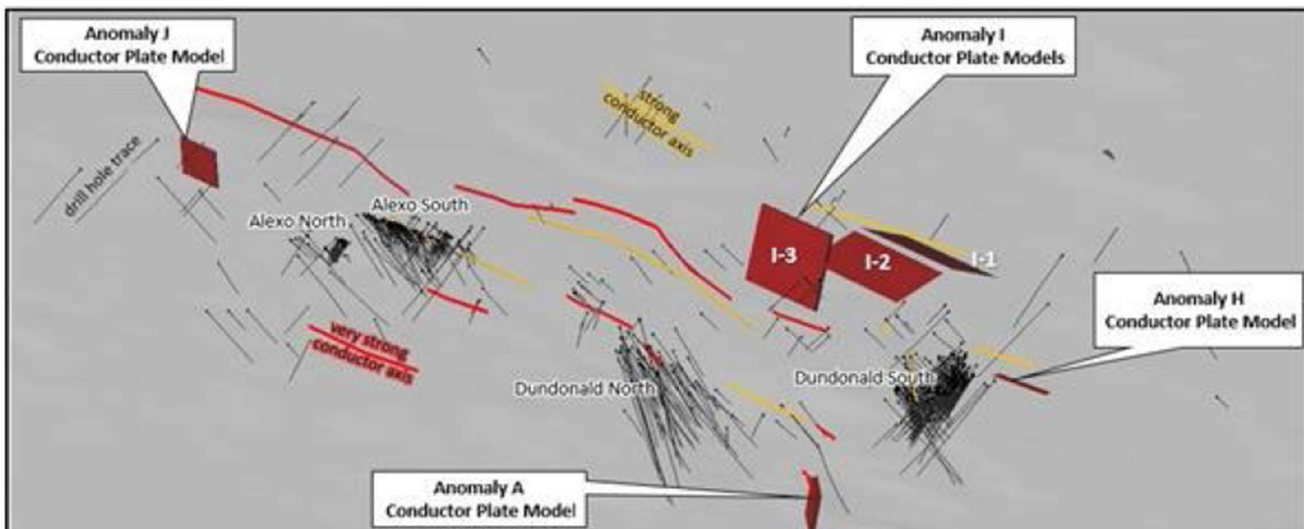 Anomaly J
Conductor Plate Model
Anomaly I
Conductor Plate Models
strong
conductor axis
drill hole trace
Alexo North
Alexo South
I-3
I-2
I-1
Anomaly H
Conductor Plate Model
very strong
conductor axis
Dundonald North
Dundonald South
Anomaly A
Conductor Plate Model